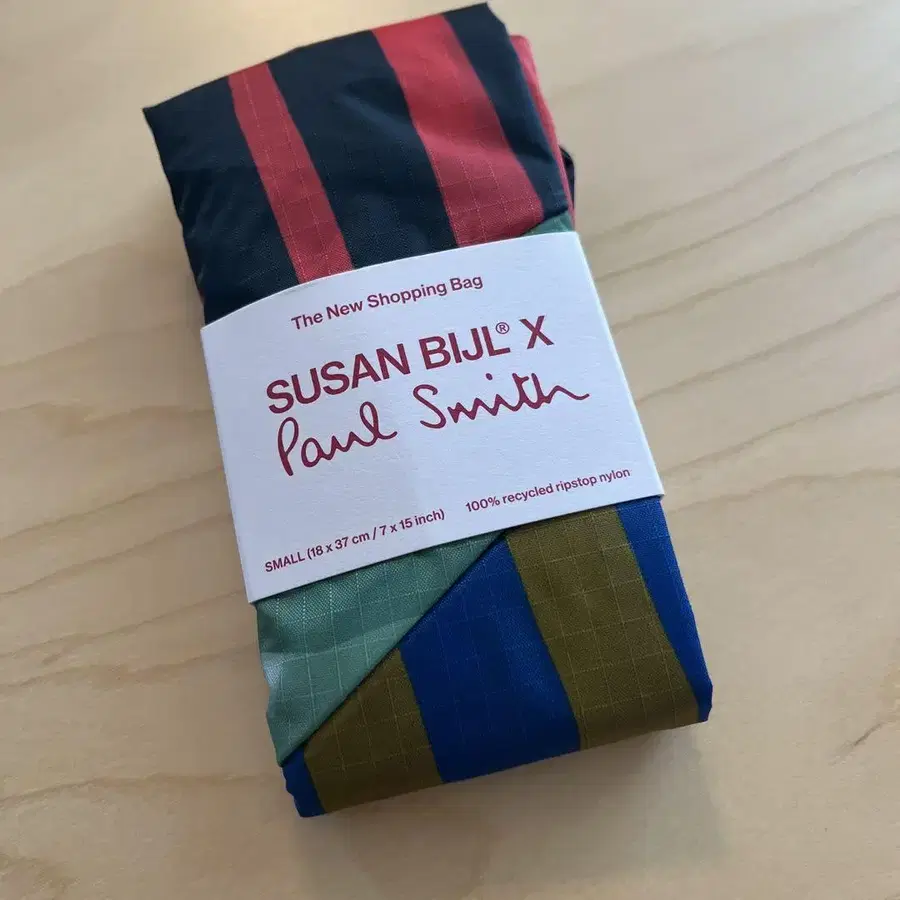 The New Shopping Bag
SUSAN BIJL® X
Paul Smith
SMALL (18 x 37 cm / 7 x 15 inch) 100% recycled ripstop nylon